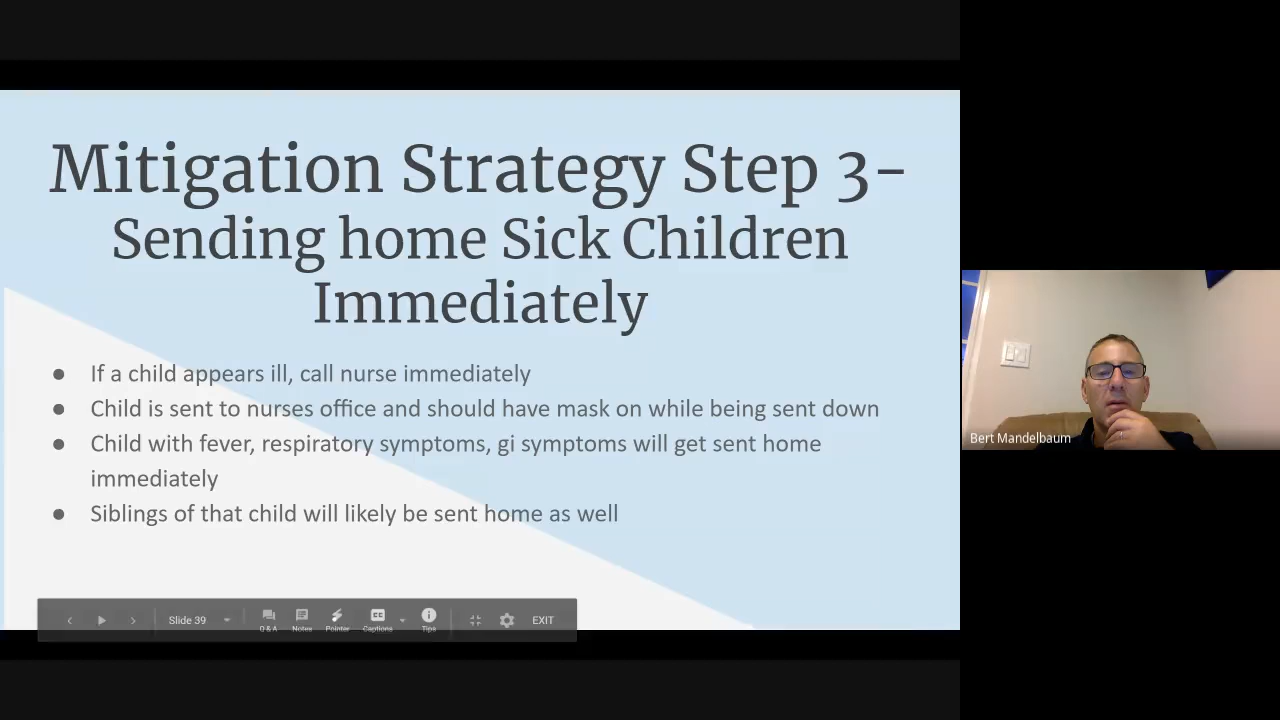 Mitigation Strategy Step 3-
Sending home Sick Children
Immediately
● If a child appears ill, call nurse immediately
● Child is sent to nurses office and should have mask on while being sent down
● Child with fever, respiratory symptoms, gi symptoms will get sent home
immediately
● Siblings of that child will likely be sent home as well
Slide 39
Q & A
Notes
Pointer
Captions
Tips
EXIT
CC
Bert Mandelbaum